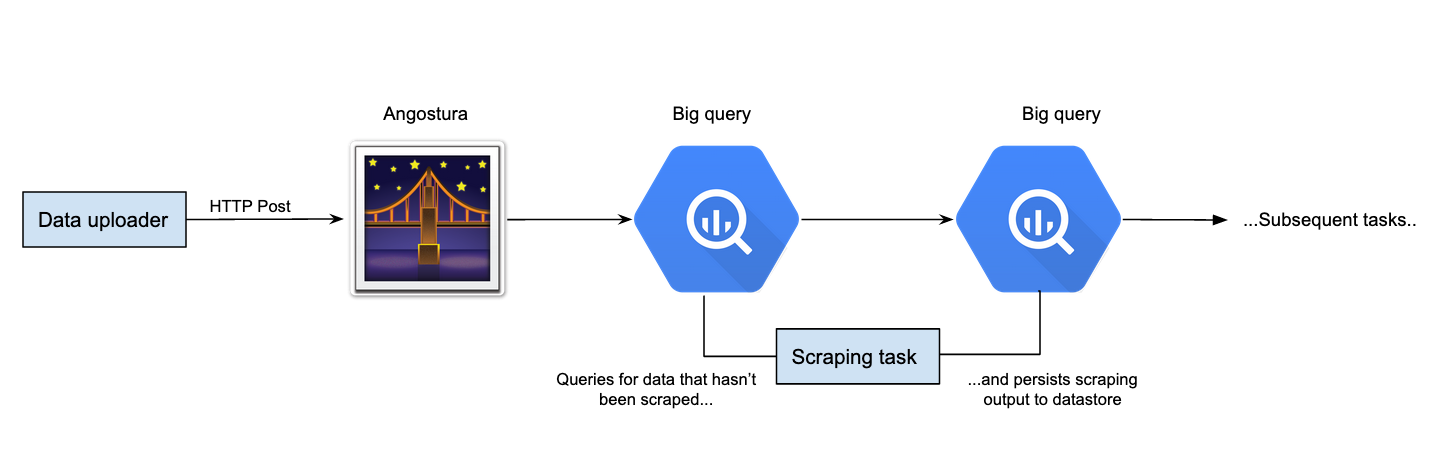 Angostura
Big query
Big query
Data uploader
HTTP Post
...Subsequent tasks..
Scraping task
Queries for data that hasn’t
been scraped...
...and persists scraping
output to datastore